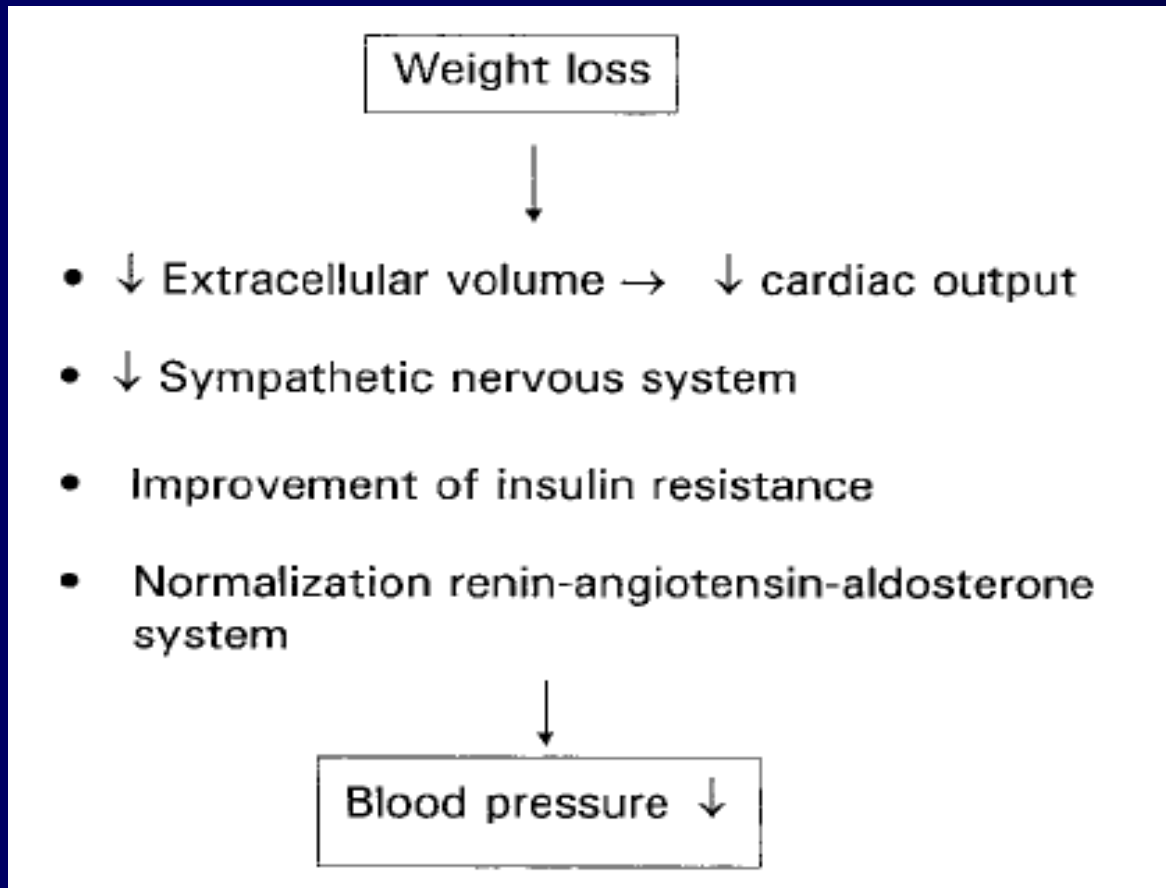 Weight loss
• ↓ Extracellular volume → ↓ cardiac output
• ↓ Sympathetic nervous system
• Improvement of insulin resistance
• Normalization renin-angiotensin-aldosterone
system
Blood pressure ↓